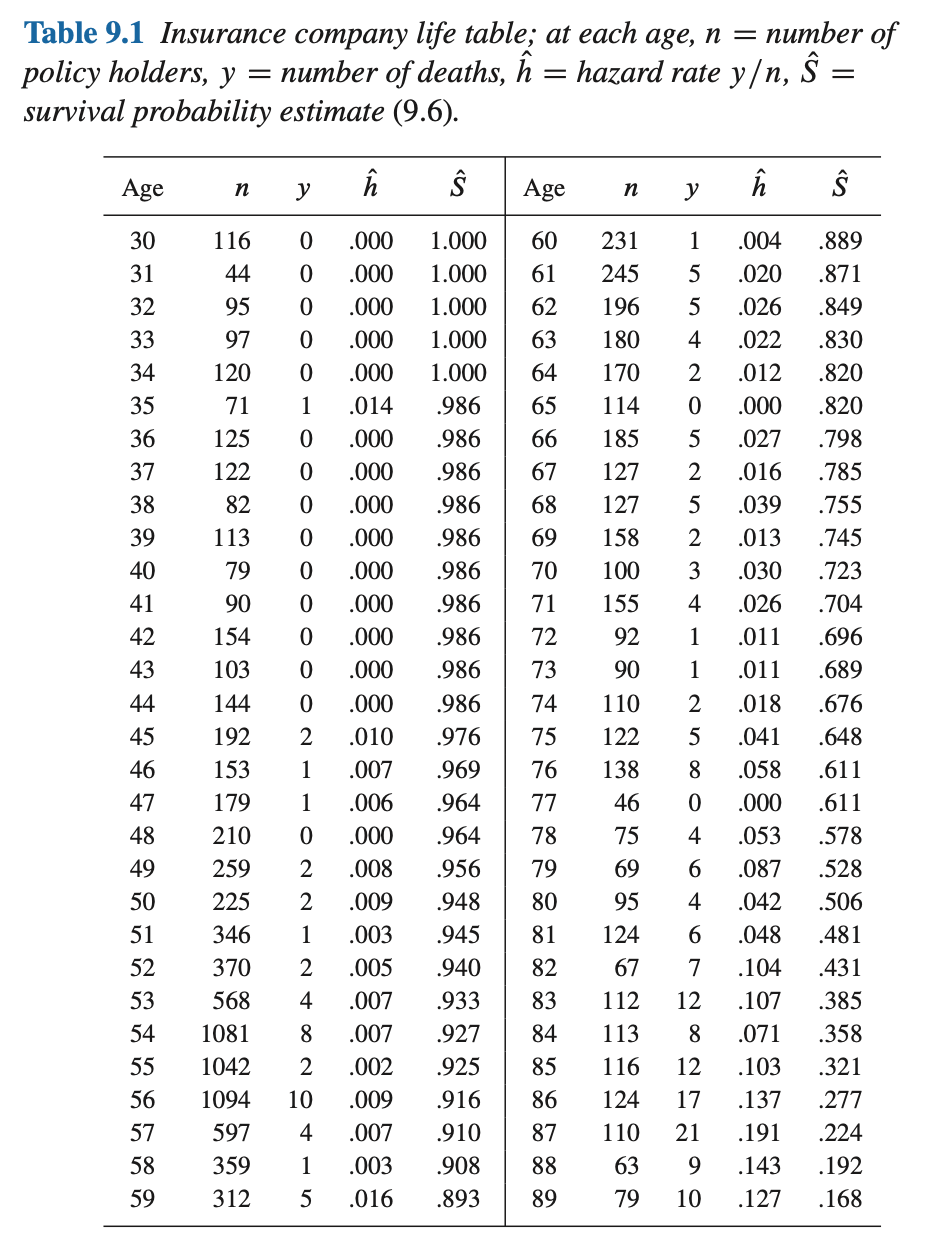 Table 9.1 Insurance company life table; at each age, n = number of
policy holders, y = number of deaths, ĥ = hazard rate y/n, Ŝ =
survival probability estimate (9.6).
Age n y ĥ Ŝ Age n y ĥ Ŝ
30 116 0 .000 1.000 60 231 1 .004 .889
31 44 0 .000 1.000 61 245 5 .020 .871
32 95 0 .000 1.000 62 196 5 .026 .849
33 97 0 .000 1.000 63 180 4 .022 .830
34 120 0 .000 1.000 64 170 2 .012 .820
35 71 1 .014 .986 65 114 0 .000 .820
36 125 0 .000 .986 66 185 5 .027 .798
37 122 0 .000 .986 67 127 2 .016 .785
38 82 0 .000 .986 68 127 5 .039 .755
39 113 0 .000 .986 69 158 2 .013 .745
40 79 0 .000 .986 70 100 3 .030 .723
41 90 0 .000 .986 71 155 4 .026 .704
42 154 0 .000 .986 72 92 1 .011 .696
43 103 0 .000 .986 73 90 1 .011 .689
44 144 0 .000 .986 74 110 2 .018 .676
45 192 2 .010 .976 75 122 5 .041 .648
46 153 1 .007 .969 76 138 8 .058 .611
47 179 1 .006 .964 77 46 0 .000 .611
48 210 0 .000 .964 78 75 4 .053 .578
49 259 2 .008 .956 79 69 6 .087 .528
50 225 2 .009 .948 80 95 4 .042 .506
51 346 1 .003 .945 81 124 6 .048 .481
52 370 2 .005 .940 82 67 7 .104 .431
53 568 4 .007 .933 83 112 12 .107 .385
54 1081 8 .007 .927 84 113 8 .071 .358
55 1042 2 .002 .925 85 116 12 .103 .321
56 1094 10 .009 .916 86 124 17 .137 .277
57 597 4 .007 .910 87 110 21 .191 .224
58 359 1 .003 .908 88 63 9 .143 .192
59 312 5 .016 .893 89 79 10 .127 .168